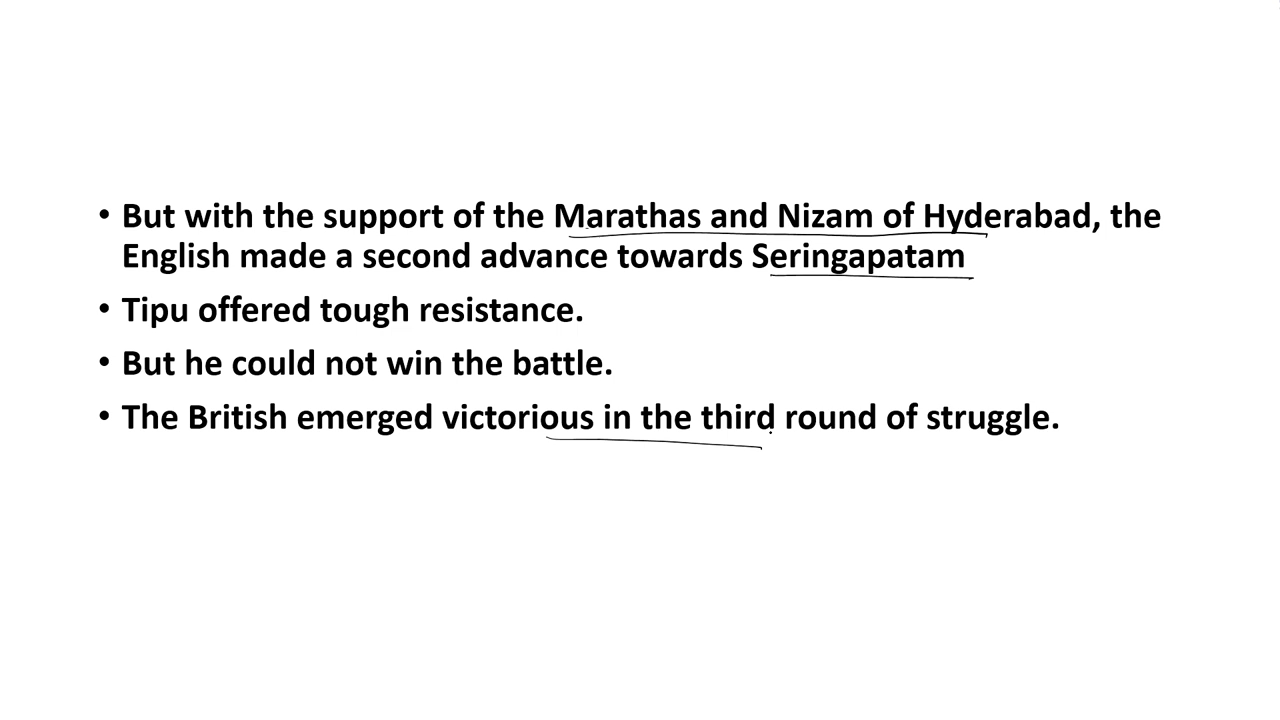 • But with the support of the Marathas and Nizam of Hyderabad, the
English made a second advance towards Seringapatam
• Tipu offered tough resistance.
• But he could not win the battle.
• The British emerged victorious in the third round of struggle.